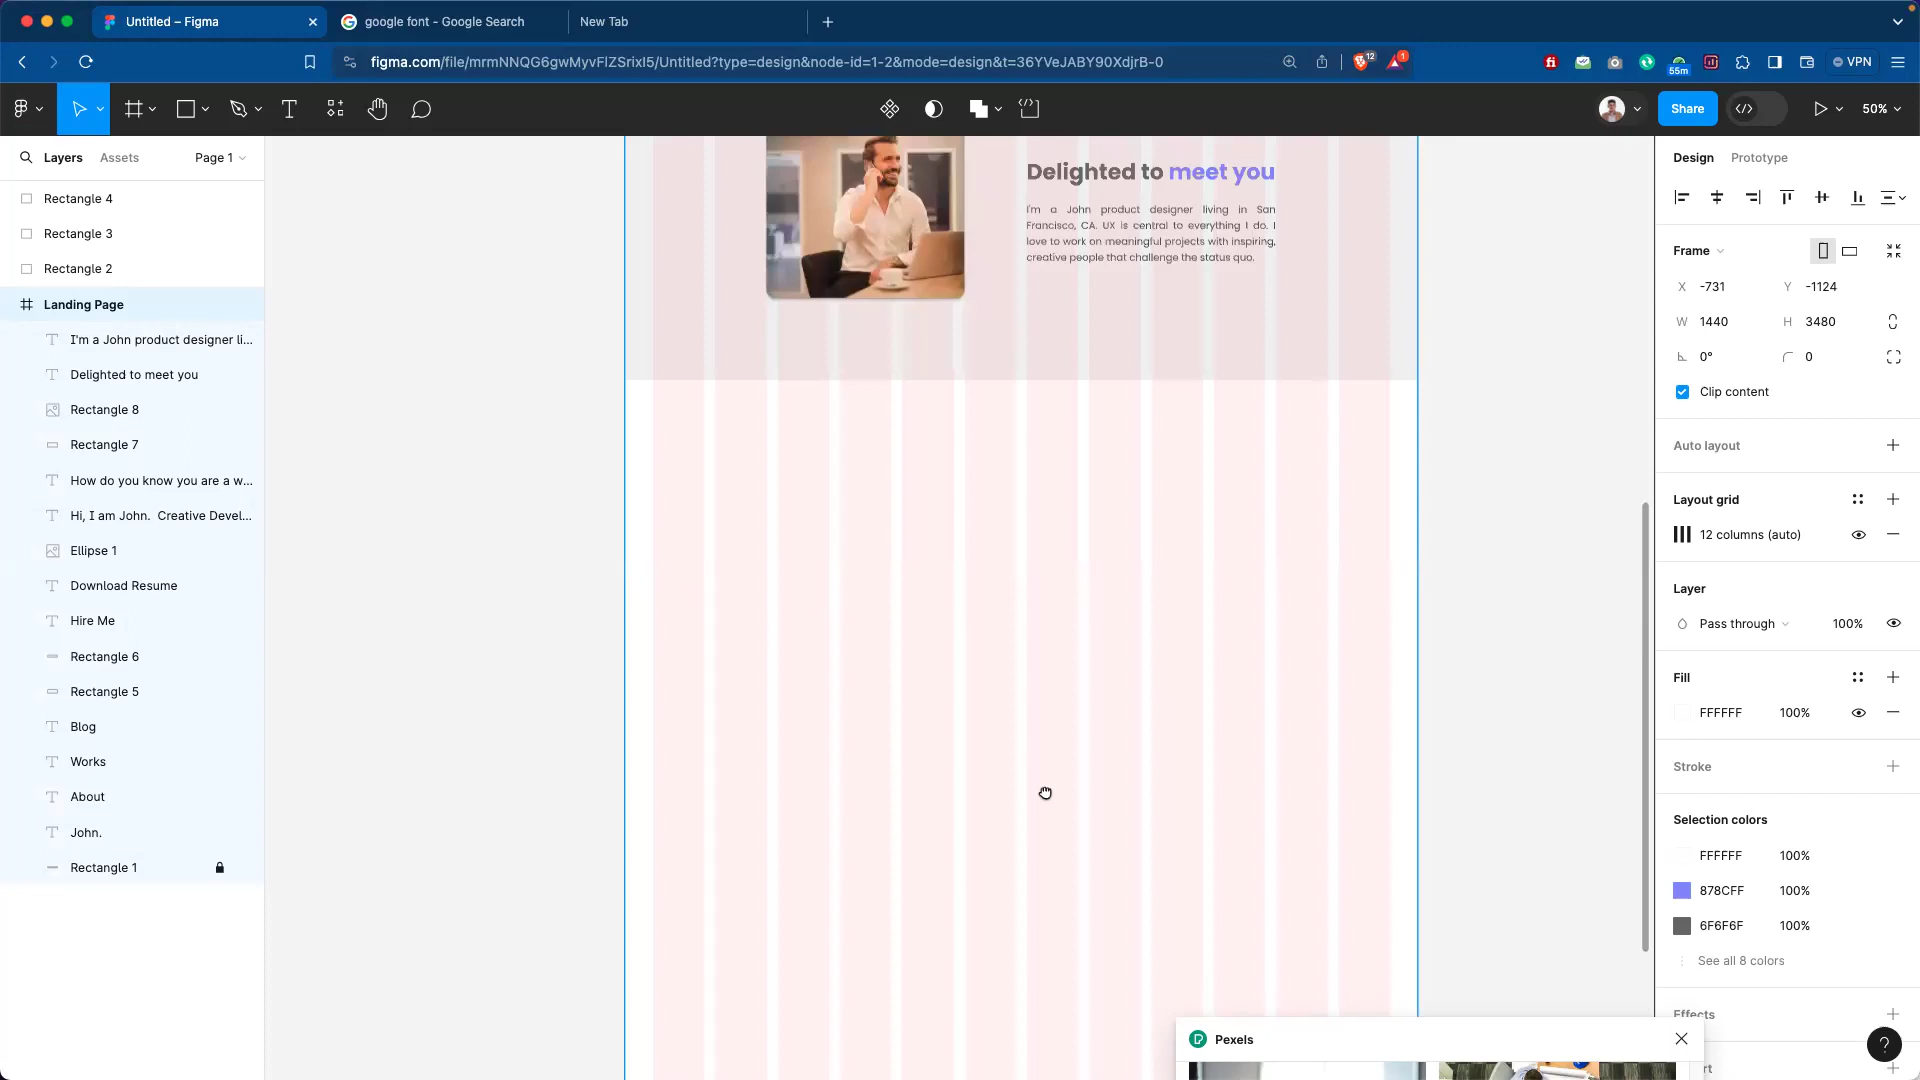 Untitled – Figma
google font - Google Search
New Tab
figma.com/file/mrmNNQG6gwMyvFlZSrixl5/Untitled?type=design&node-id=1-2&mode=design&t=36YVeJABY90XdjrB-0
12
1
fi
55m
VPN
Share
50%
Layers
Assets
Page 1
Rectangle 4
Rectangle 3
Rectangle 2
Landing Page
I'm a John product designer li...
Delighted to meet you
Rectangle 8
Rectangle 7
How do you know you are a w...
Hi, I am John. Creative Devel...
Ellipse 1
Download Resume
Hire Me
Rectangle 6
Rectangle 5
Blog
Works
About
John.
Rectangle 1
Delighted to meet you
I'm a John product designer living in San
Francisco, CA. UX is central to everything I do. I
love to work on meaningful projects with inspiring,
creative people that challenge the status quo.
Pexels
Design
Prototype
Frame
X -731
Y -1124
W 1440
H 3480
0°
0
Clip content
Auto layout
Layout grid
12 columns (auto)
Layer
Pass through
100%
Fill
FFFFFF 100%
Stroke
Selection colors
FFFFFF 100%
878CFF 100%
6F6F6F 100%
See all 8 colors
Effects
?